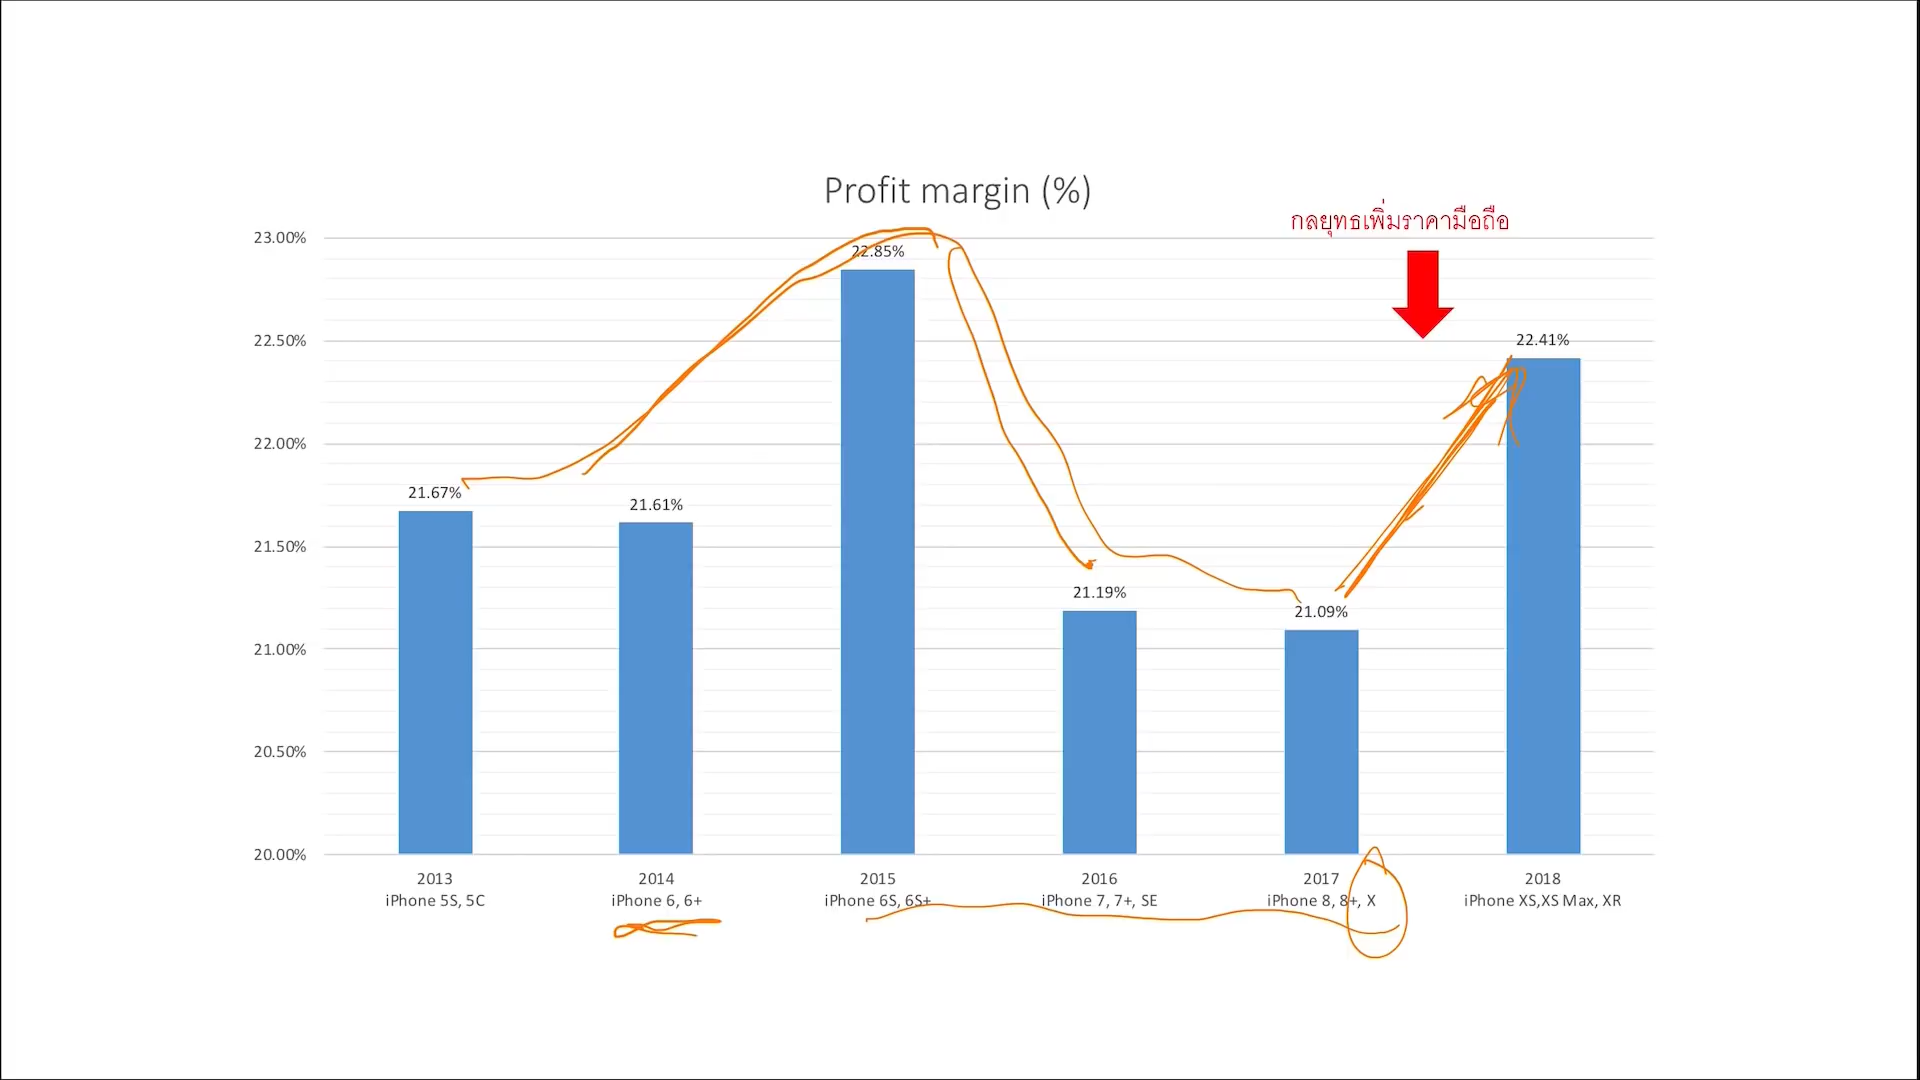 Profit margin (%)
กลยุทธเพิ่มราคามือถือ
23.00%
22.50%
22.00%
21.50%
21.00%
20.50%
20.00%
21.67%
21.61%
22.85%
21.19%
21.09%
22.41%
2013
iPhone 5S, 5C
2014
iPhone 6, 6+
2015
iPhone 6S, 6S+
2016
iPhone 7, 7+, SE
2017
iPhone 8, 8+, X
2018
iPhone XS,XS Max, XR